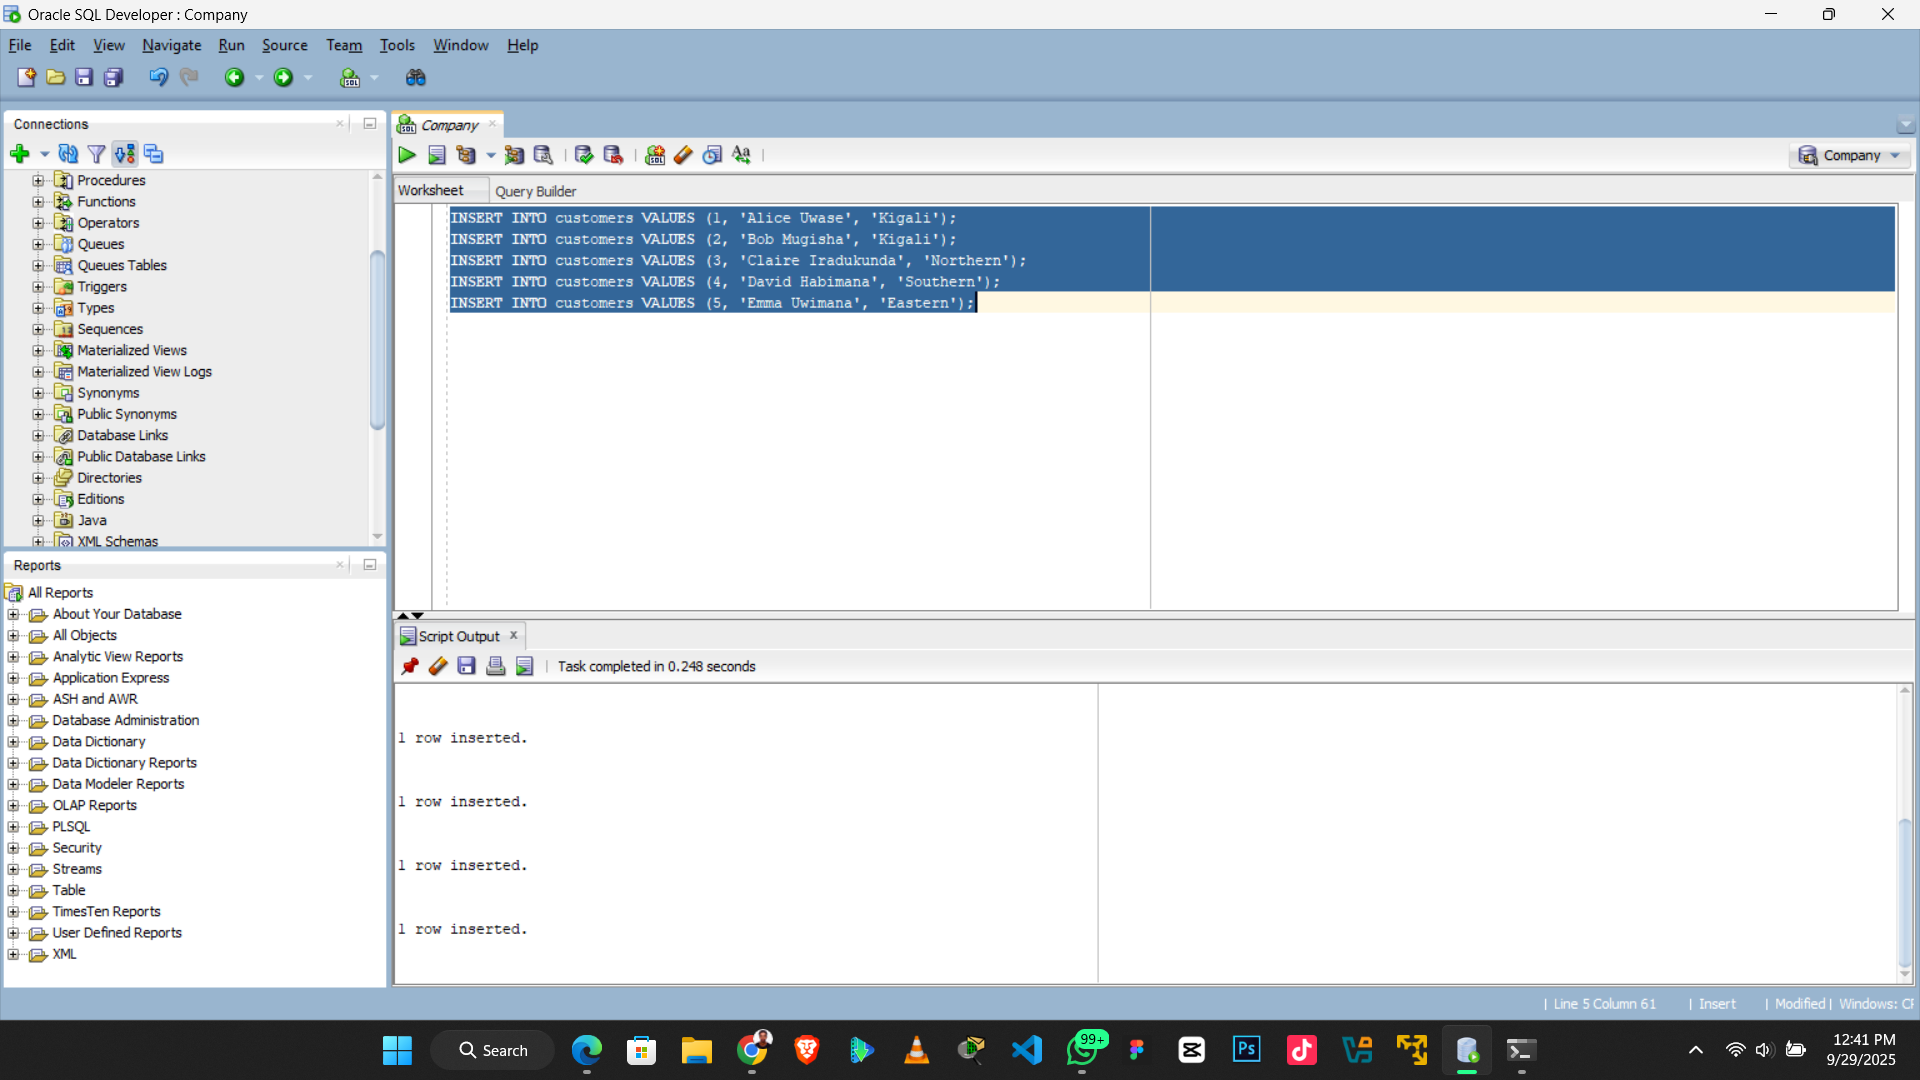 Oracle SQL Developer : Company
File Edit View Navigate Run Source Team Tools Window Help
Connections
Procedures
Functions
Operators
Queues
Queues Tables
Triggers
Types
Sequences
Materialized Views
Materialized View Logs
Synonyms
Public Synonyms
Database Links
Public Database Links
Directories
Editions
Java
XML Schemas
Reports
All Reports
About Your Database
All Objects
Analytic View Reports
Application Express
ASH and AWR
Database Administration
Data Dictionary
Data Dictionary Reports
Data Modeler Reports
OLAP Reports
PLSQL
Security
Streams
Table
TimesTen Reports
User Defined Reports
XML
Company
Company
Worksheet Query Builder
INSERT INTO customers VALUES (1, 'Alice Uwase', 'Kigali');
INSERT INTO customers VALUES (2, 'Bob Mugisha', 'Kigali');
INSERT INTO customers VALUES (3, 'Claire Iradukunda', 'Northern');
INSERT INTO customers VALUES (4, 'David Habimana', 'Southern');
INSERT INTO customers VALUES (5, 'Emma Uwimana', 'Eastern');
Script Output
Task completed in 0.248 seconds
1 row inserted.
1 row inserted.
1 row inserted.
1 row inserted.
| Line 5 Column 61 | Insert | Modified | Windows: CF
Search
99+
Ps
12:41 PM
9/29/2025